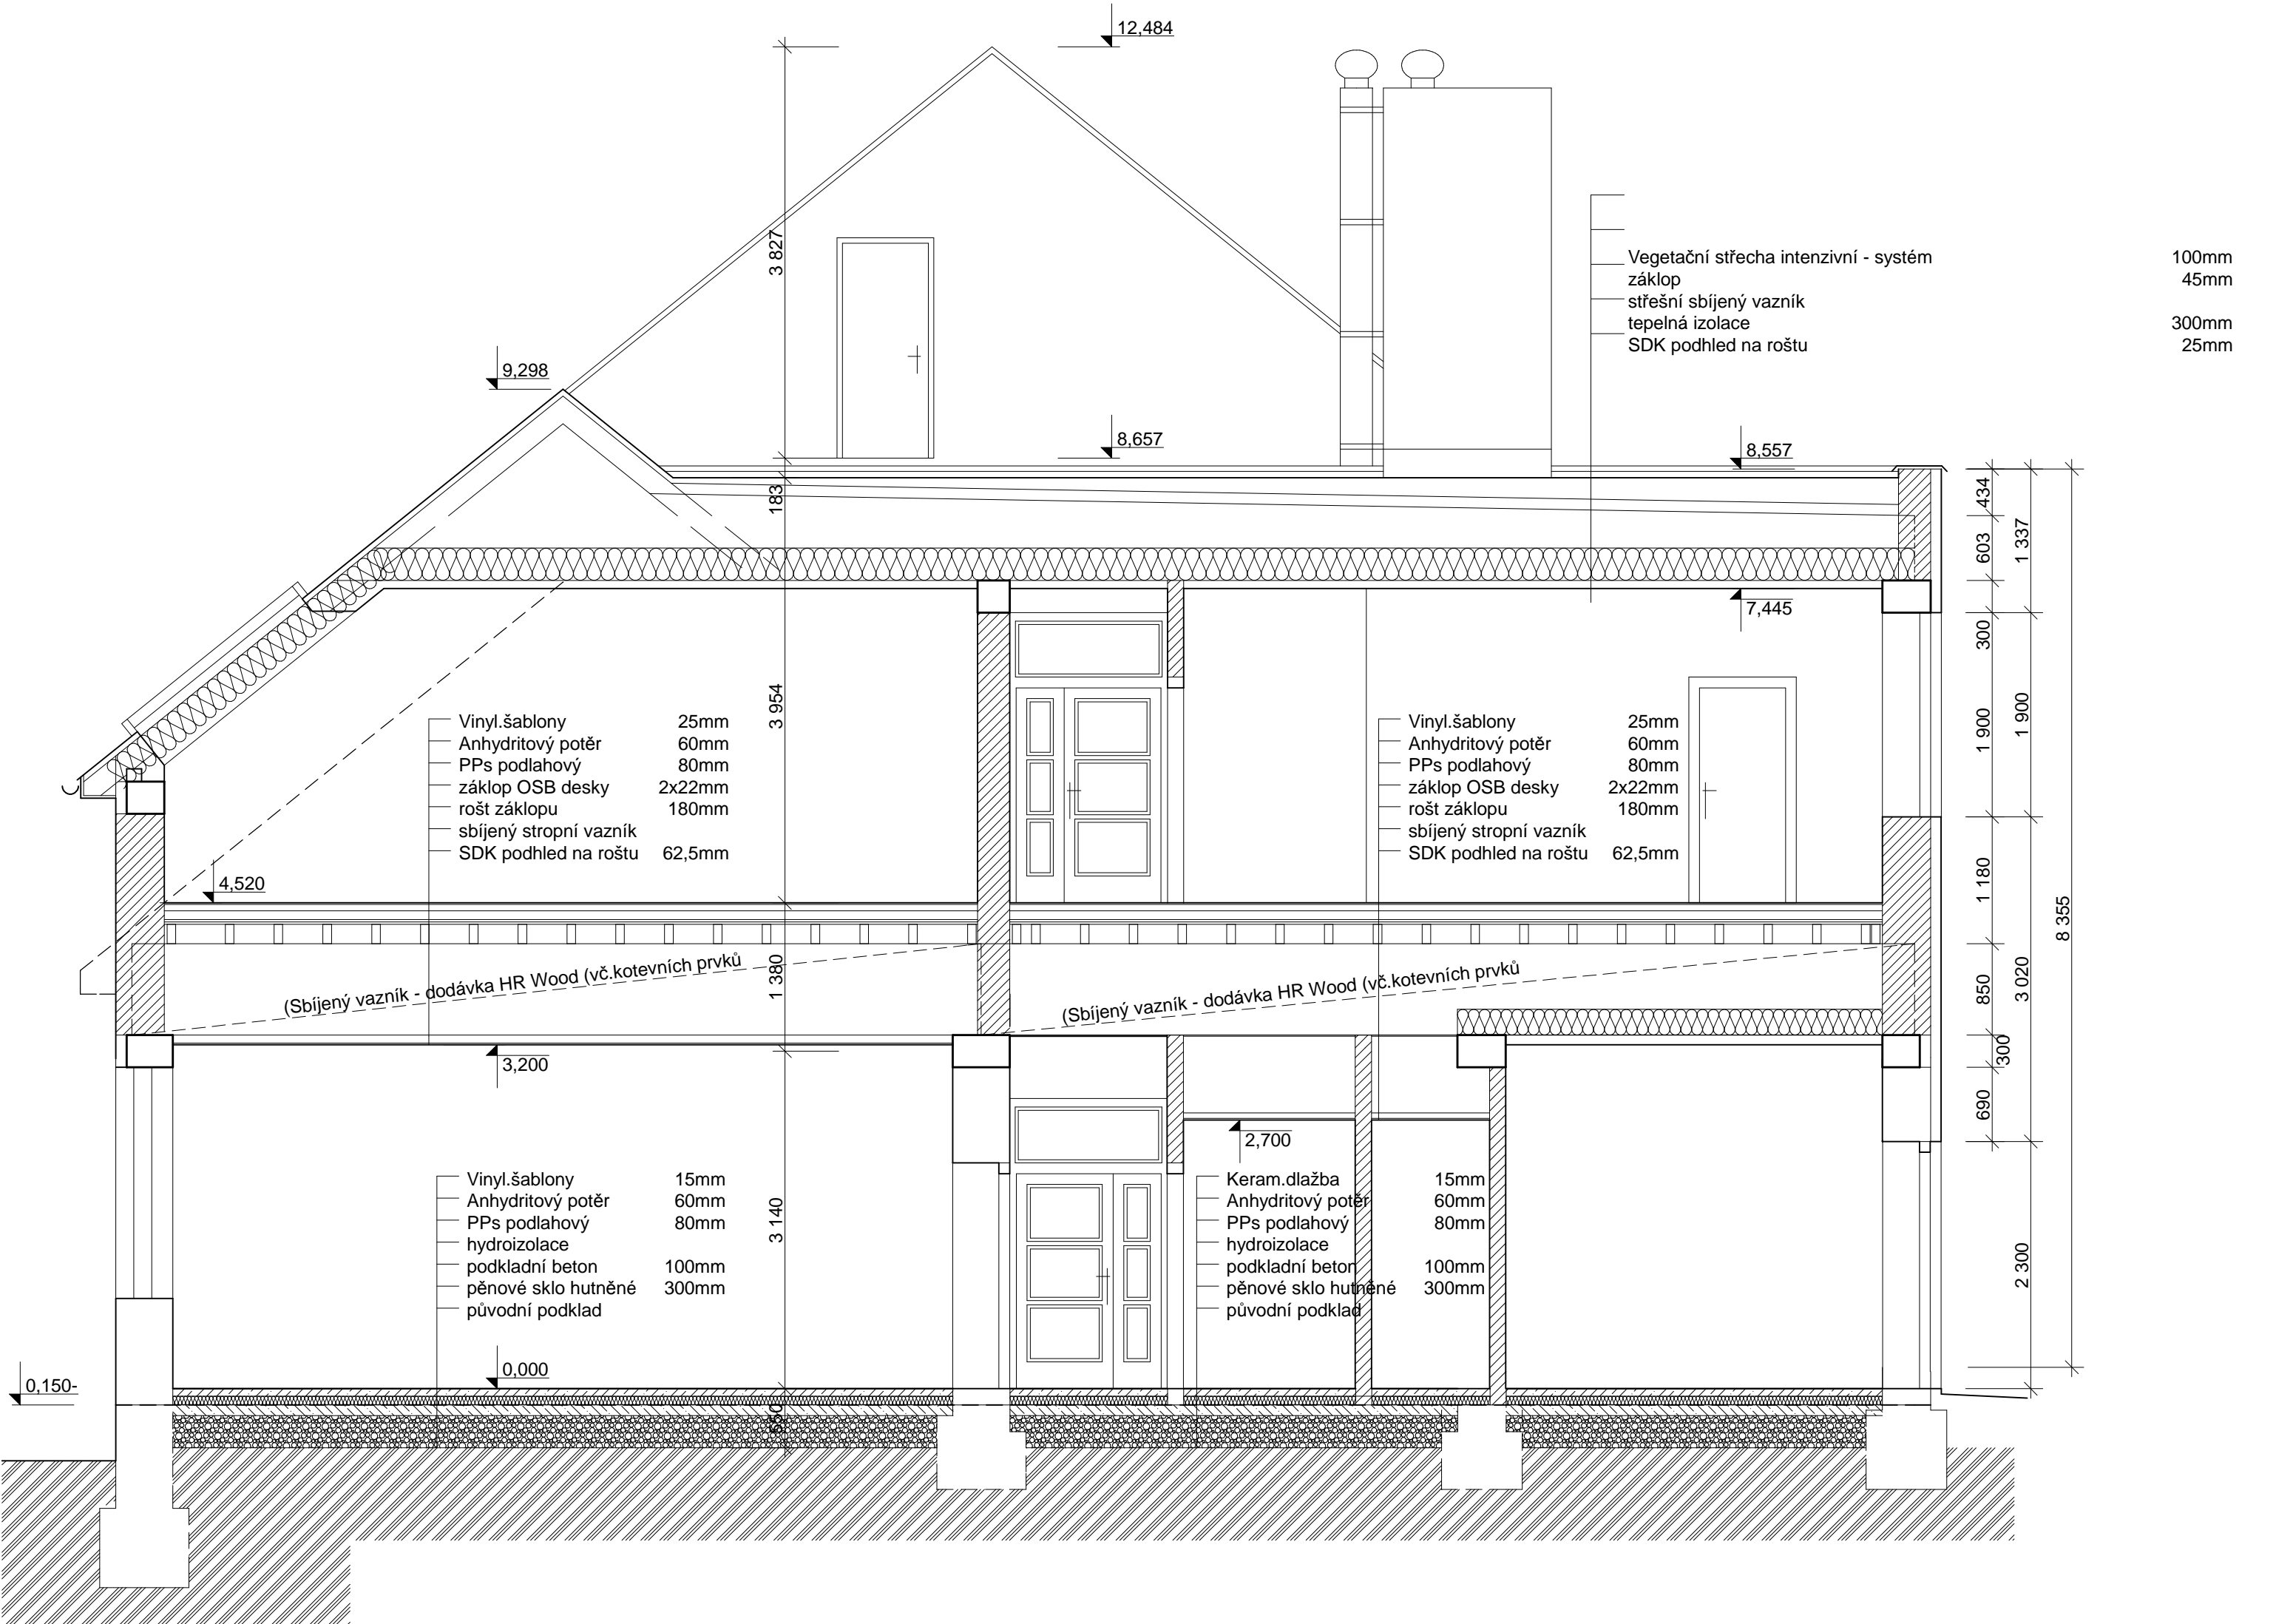 12,484
3 827
Vegetační střecha intenzivní - systém 100mm
záklop 45mm
střešní sbíjený vazník
tepelná izolace 300mm
SDK podhled na roštu 25mm
9,298
8,657
8,557
183
434
603
1 337
7,445
300
3 954
1 900
1 900
Vinyl.šablony 25mm
Anhydritový potěr 60mm
PPs podlahový 80mm
záklop OSB desky 2x22mm
rošt záklopu 180mm
sbíjený stropní vazník
SDK podhled na roštu 62,5mm
Vinyl.šablony 25mm
Anhydritový potěr 60mm
PPs podlahový 80mm
záklop OSB desky 2x22mm
rošt záklopu 180mm
sbíjený stropní vazník
SDK podhled na roštu 62,5mm
4,520
1 180
8 355
(Sbíjený vazník - dodávka HR Wood (vč.kotevních prvků
1 380
(Sbíjený vazník - dodávka HR Wood (vč.kotevních prvků
850
3 020
300
3,200
690
2,700
Vinyl.šablony 15mm
Anhydritový potěr 60mm
PPs podlahový 80mm
hydroizolace
podkladní beton 100mm
pěnové sklo hutněné 300mm
původní podklad
3 140
Keram.dlažba 15mm
Anhydritový potěr 60mm
PPs podlahový 80mm
hydroizolace
podkladní beton 100mm
pěnové sklo hutněné 300mm
původní podklad
2 300
0,000
0,150-
650